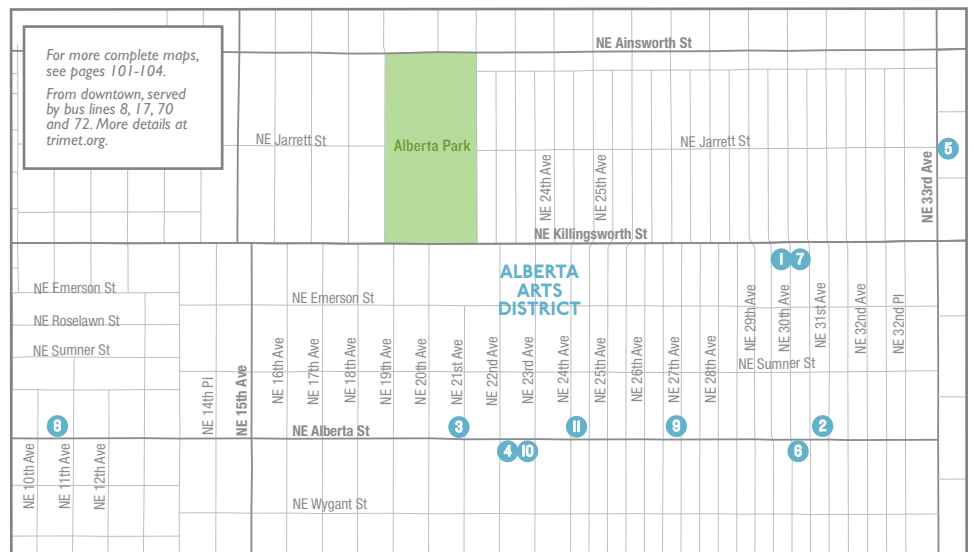 For more complete maps,
see pages 101-104.
From downtown, served
by bus lines 8, 17, 70
and 72. More details at
trimet.org.
NE Ainsworth St
NE Jarrett St
Alberta Park
NE Jarrett St
5
NE 24th Ave
NE 25th Ave
NE 33rd Ave
NE Killingsworth St
1
7
ALBERTA
ARTS
DISTRICT
NE Emerson St
NE Emerson St
NE Roselawn St
NE Sumner St
NE 29th Ave
NE 30th Ave
NE 31st Ave
NE 32nd Ave
NE 32nd Pl
NE Sumner St
NE 14th Pl
NE 15th Ave
NE 16th Ave
NE 17th Ave
NE 18th Ave
NE 19th Ave
NE 20th Ave
NE 21st Ave
NE 22nd Ave
NE 23rd Ave
NE 24th Ave
NE 25th Ave
NE 26th Ave
NE 27th Ave
NE 28th Ave
8
NE Alberta St
3
11
9
2
4
10
6
NE 10th Ave
NE 11th Ave
NE 12th Ave
NE Wygant St